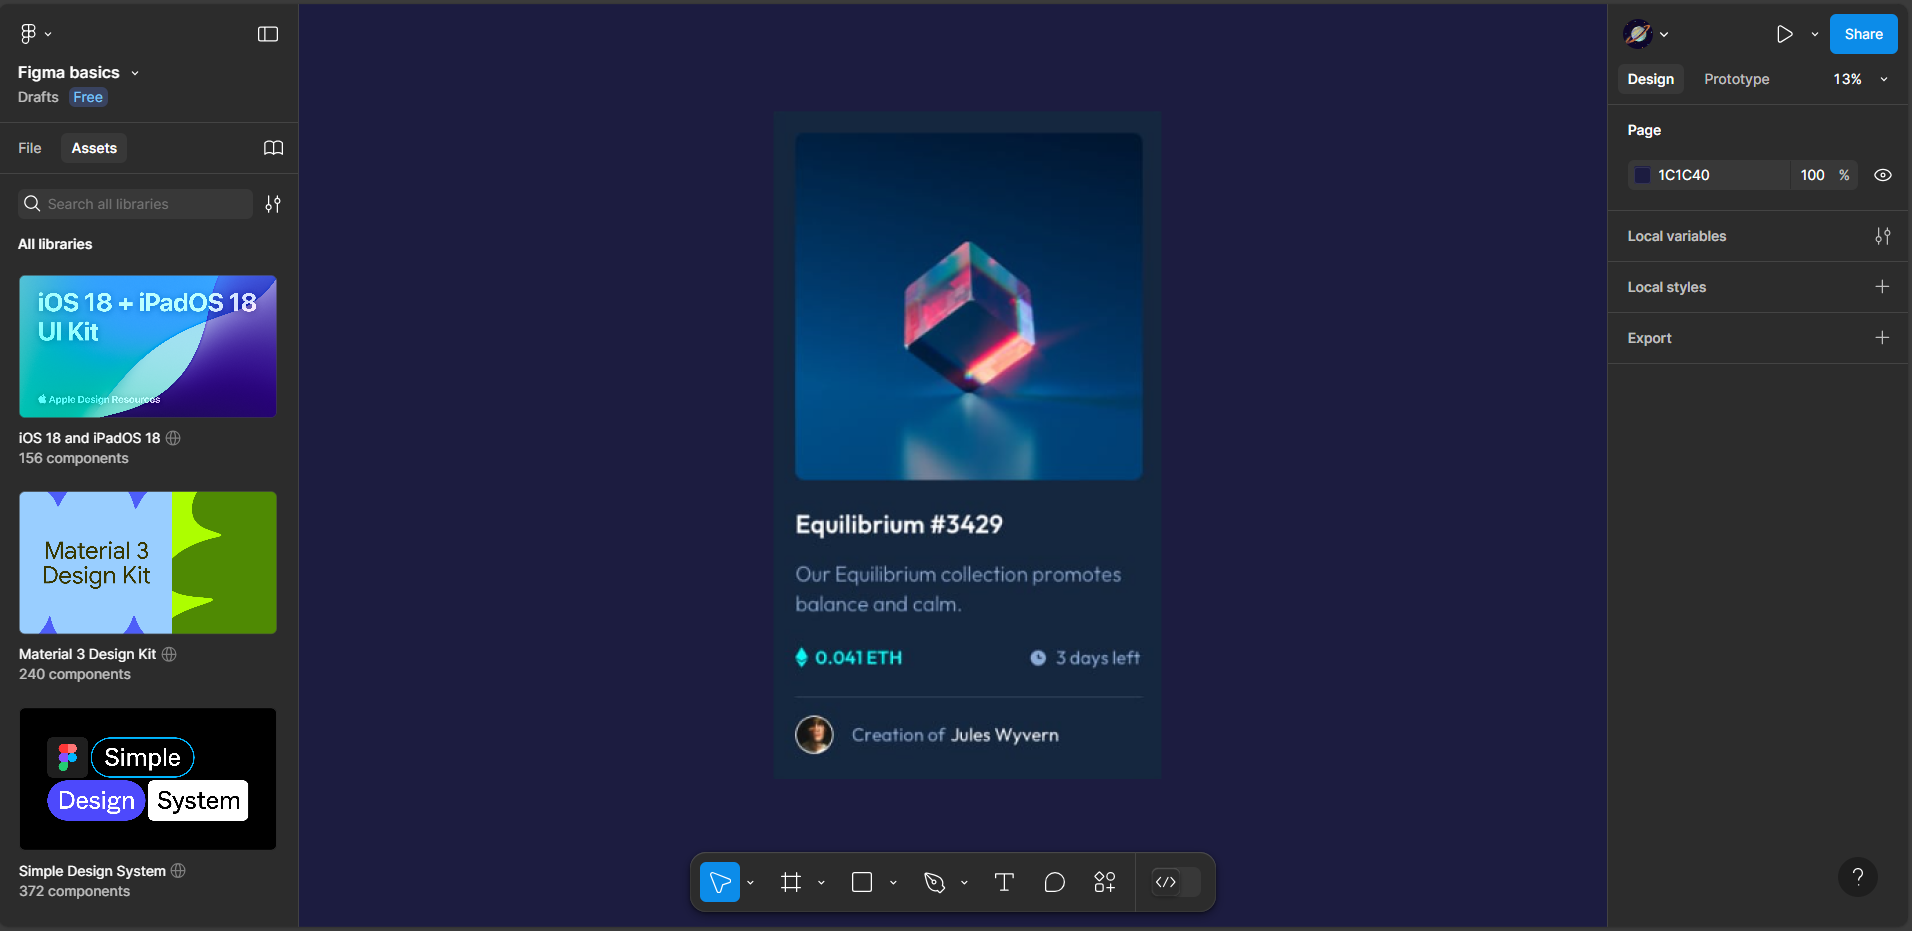 Figma basics
Drafts Free
File Assets
Search all libraries
All libraries
iOS 18 + iPadOS 18
UI Kit
Apple Design Resources
iOS 18 and iPadOS 18
156 components
Material 3
Design Kit
Material 3 Design Kit
240 components
Simple
Design System
Simple Design System
372 components
Equilibrium #3429
Our Equilibrium collection promotes
balance and calm.
0.041 ETH 3 days left
Creation of Jules Wyvern
Share
Design Prototype 13%
Page
1C1C40 100 %
Local variables
Local styles
Export
?